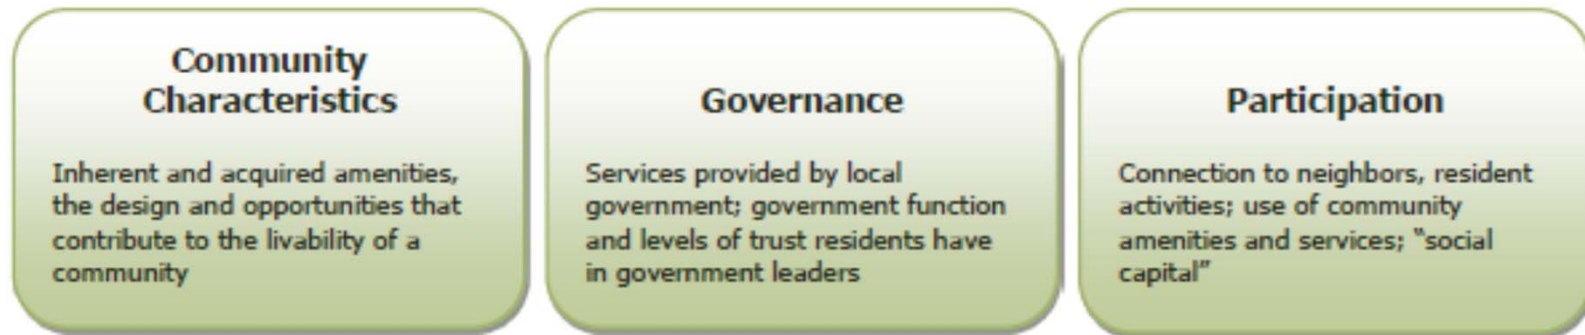 Community
Characteristics
Inherent and acquired amenities,
the design and opportunities that
contribute to the livability of a
community
Governance
Services provided by local
government; government function
and levels of trust residents have
in government leaders
Participation
Connection to neighbors, resident
activities; use of community
amenities and services; “social
capital”